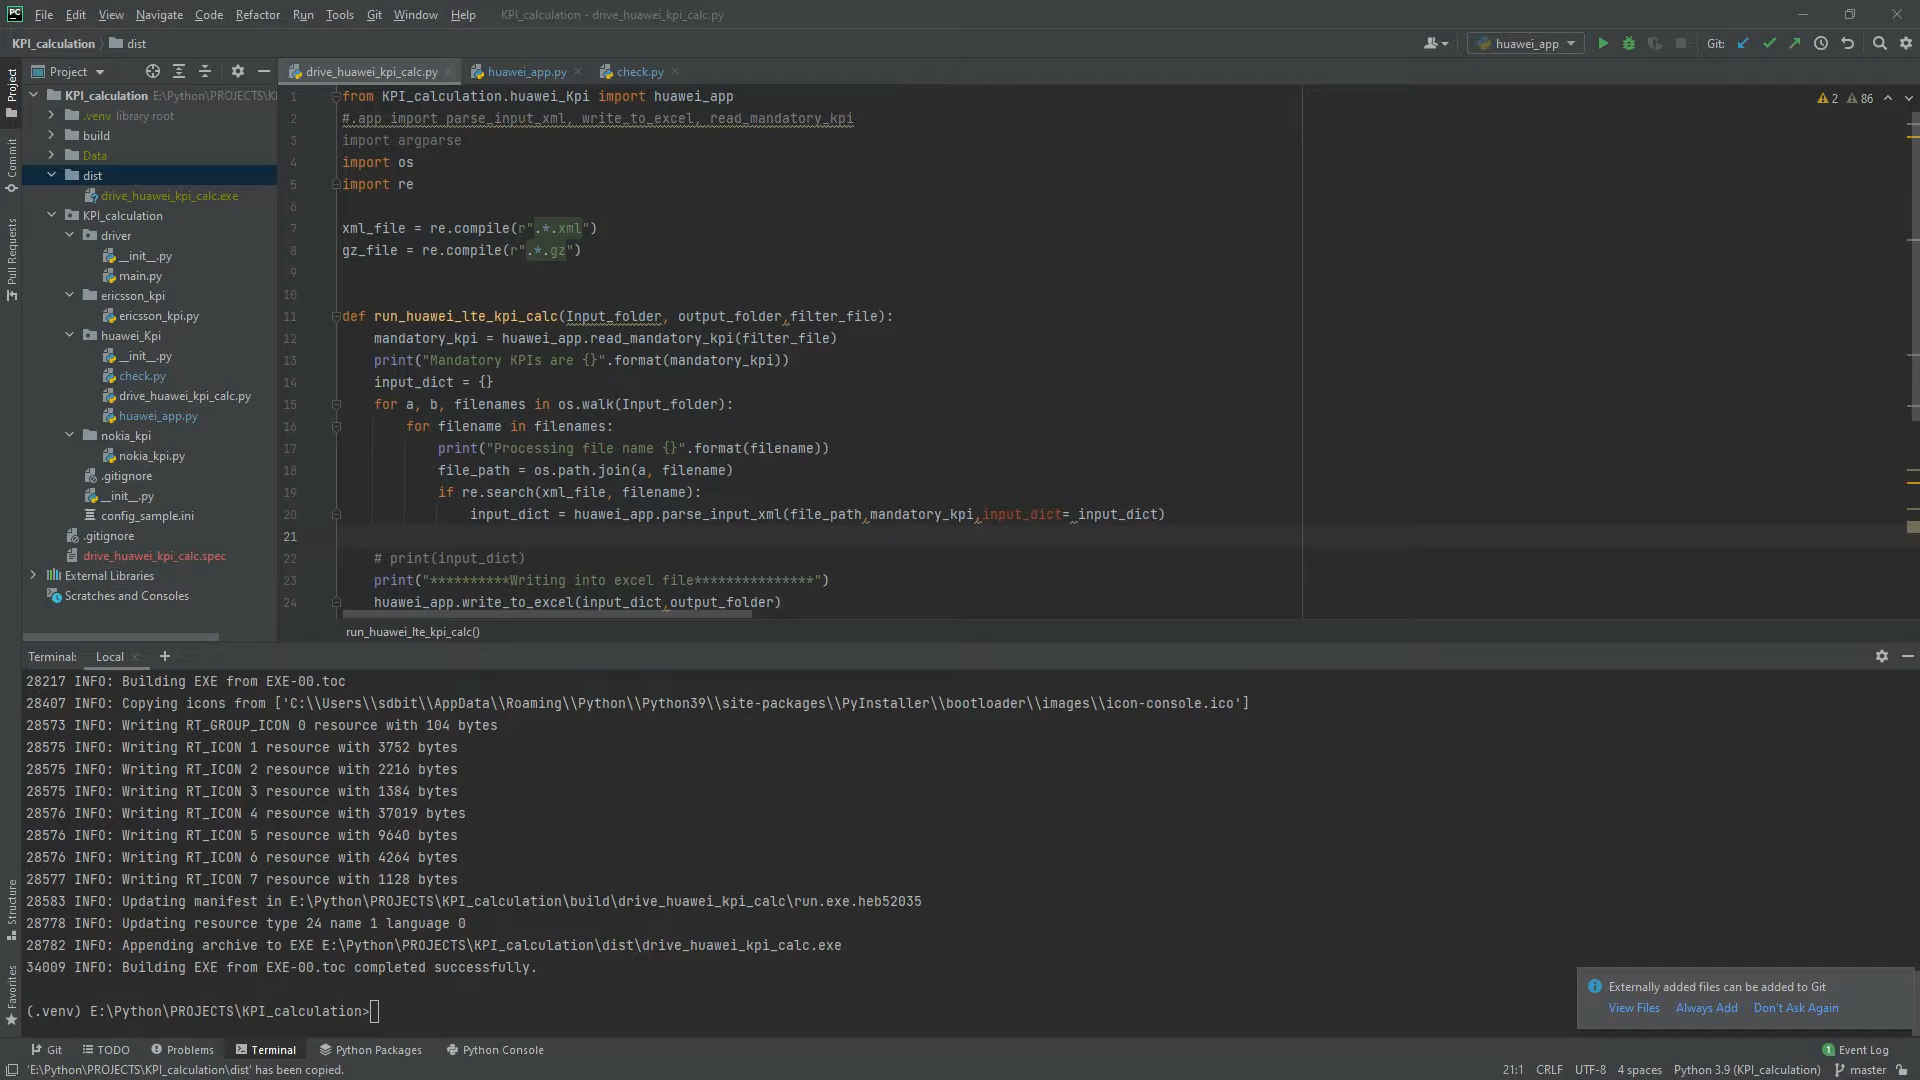 PC File Edit View Navigate Code Refactor Run Tools Git Window Help KPI_calculation - drive_huawei_kpi_calc.py
KPI_calculation dist huawei_app Git:
Project drive_huawei_kpi_calc.py huawei_app.py check.py
Project
Commit
Pull Requests
Structure
Favorites
KPI_calculation E:\Python\PROJECTS\KI
.venv library root
build
Data
dist
drive_huawei_kpi_calc.exe
KPI_calculation
driver
__init__.py
main.py
ericsson_kpi
ericsson_kpi.py
huawei_Kpi
__init__.py
check.py
drive_huawei_kpi_calc.py
huawei_app.py
nokia_kpi
nokia_kpi.py
.gitignore
__init__.py
config_sample.ini
.gitignore
drive_huawei_kpi_calc.spec
External Libraries
Scratches and Consoles
2 86
1 from KPI_calculation.huawei_Kpi import huawei_app
2 #.app import parse_input_xml, write_to_excel, read_mandatory_kpi
3 import argparse
4 import os
5 import re
6
7 xml_file = re.compile(r".*.xml")
8 gz_file = re.compile(r".*.gz")
9
10
11 def run_huawei_lte_kpi_calc(Input_folder, output_folder,filter_file):
12 mandatory_kpi = huawei_app.read_mandatory_kpi(filter_file)
13 print("Mandatory KPIs are {}".format(mandatory_kpi))
14 input_dict = {}
15 for a, b, filenames in os.walk(Input_folder):
16 for filename in filenames:
17 print("Processing file name {}".format(filename))
18 file_path = os.path.join(a, filename)
19 if re.search(xml_file, filename):
20 input_dict = huawei_app.parse_input_xml(file_path,mandatory_kpi,input_dict= input_dict)
21
22 # print(input_dict)
23 print("**********Writing into excel file***************")
24 huawei_app.write_to_excel(input_dict,output_folder)
run_huawei_lte_kpi_calc()
Terminal: Local
28217 INFO: Building EXE from EXE-00.toc
28407 INFO: Copying icons from ['C:\\Users\\sdbit\\AppData\\Roaming\\Python\\Python39\\site-packages\\PyInstaller\\bootloader\\images\\icon-console.ico']
28573 INFO: Writing RT_GROUP_ICON 0 resource with 104 bytes
28575 INFO: Writing RT_ICON 1 resource with 3752 bytes
28575 INFO: Writing RT_ICON 2 resource with 2216 bytes
28575 INFO: Writing RT_ICON 3 resource with 1384 bytes
28576 INFO: Writing RT_ICON 4 resource with 37019 bytes
28576 INFO: Writing RT_ICON 5 resource with 9640 bytes
28576 INFO: Writing RT_ICON 6 resource with 4264 bytes
28577 INFO: Writing RT_ICON 7 resource with 1128 bytes
28583 INFO: Updating manifest in E:\Python\PROJECTS\KPI_calculation\build\drive_huawei_kpi_calc\run.exe.heb52035
28778 INFO: Updating resource type 24 name 1 language 0
28782 INFO: Appending archive to EXE E:\Python\PROJECTS\KPI_calculation\dist\drive_huawei_kpi_calc.exe
34009 INFO: Building EXE from EXE-00.toc completed successfully.
(.venv) E:\Python\PROJECTS\KPI_calculation>
Externally added files can be added to Git
View Files Always Add Don't Ask Again
Git TODO Problems Terminal Python Packages Python Console 1 Event Log
'E:\Python\PROJECTS\KPI_calculation\dist' has been copied. 21:1 CRLF UTF-8 4 spaces Python 3.9 (KPI_calculation) master